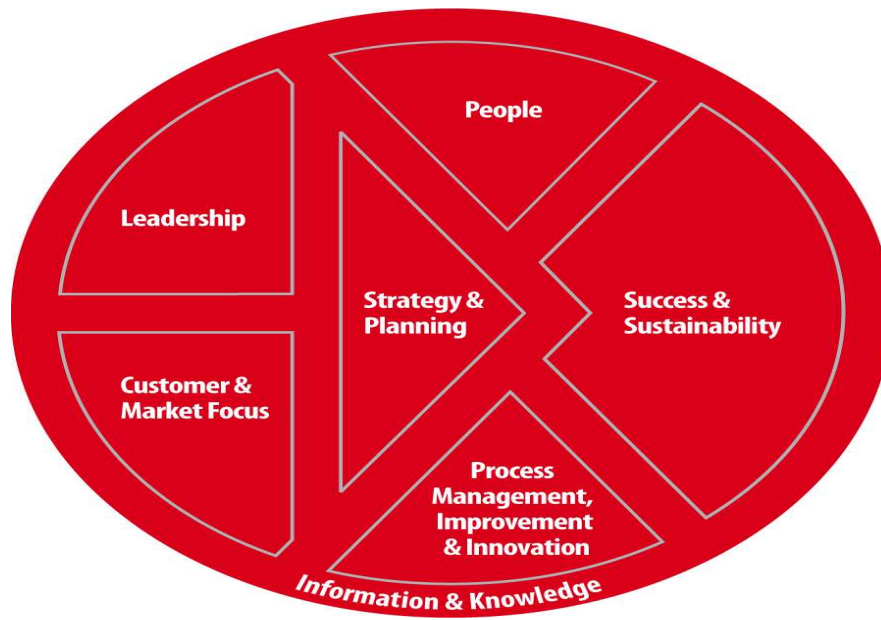 People
Leadership
Strategy &
Planning
Success &
Sustainability
Customer &
Market Focus
Process
Management,
Improvement
& Innovation
Information & Knowledge